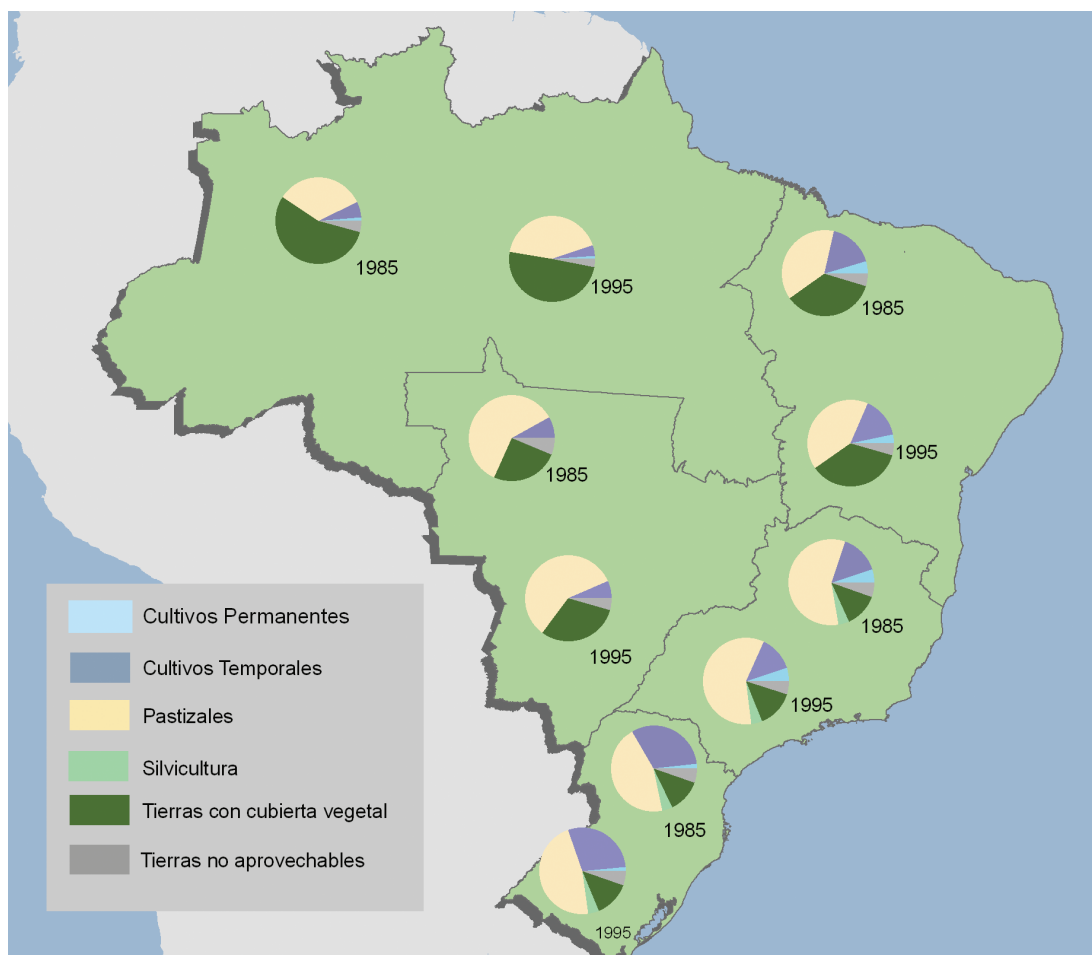 1985
1995
1985
1985
1995
1995
1985
1995
1985
1995
Cultivos Permanentes
Cultivos Temporales
Pastizales
Silvicultura
Tierras con cubierta vegetal
Tierras no aprovechables